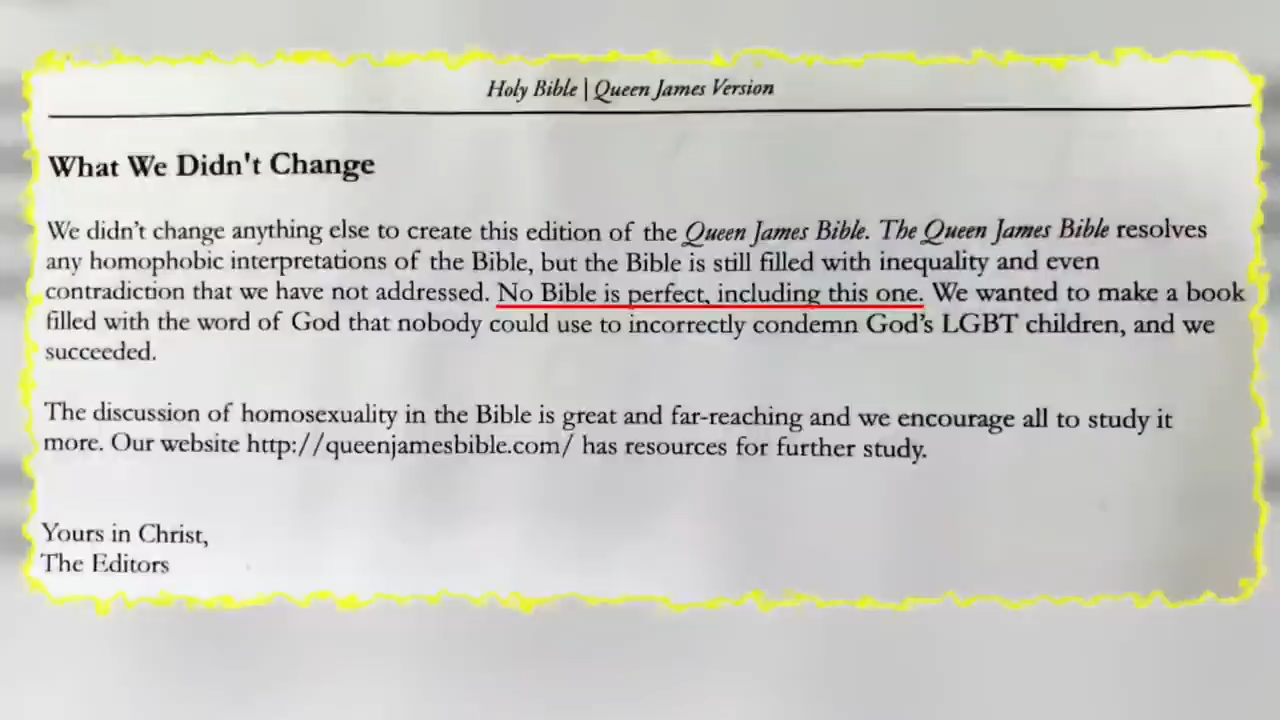 Holy Bible | Queen James Version
What We Didn't Change
We didn't change anything else to create this edition of the Queen James Bible. The Queen James Bible resolves
any homophobic interpretations of the Bible, but the Bible is still filled with inequality and even
contradiction that we have not addressed. No Bible is perfect, including this one. We wanted to make a book
filled with the word of God that nobody could use to incorrectly condemn God's LGBT children, and we
succeeded.
The discussion of homosexuality in the Bible is great and far-reaching and we encourage all to study it
more. Our website http://queenjamesbible.com/ has resources for further study.
Yours in Christ,
The Editors